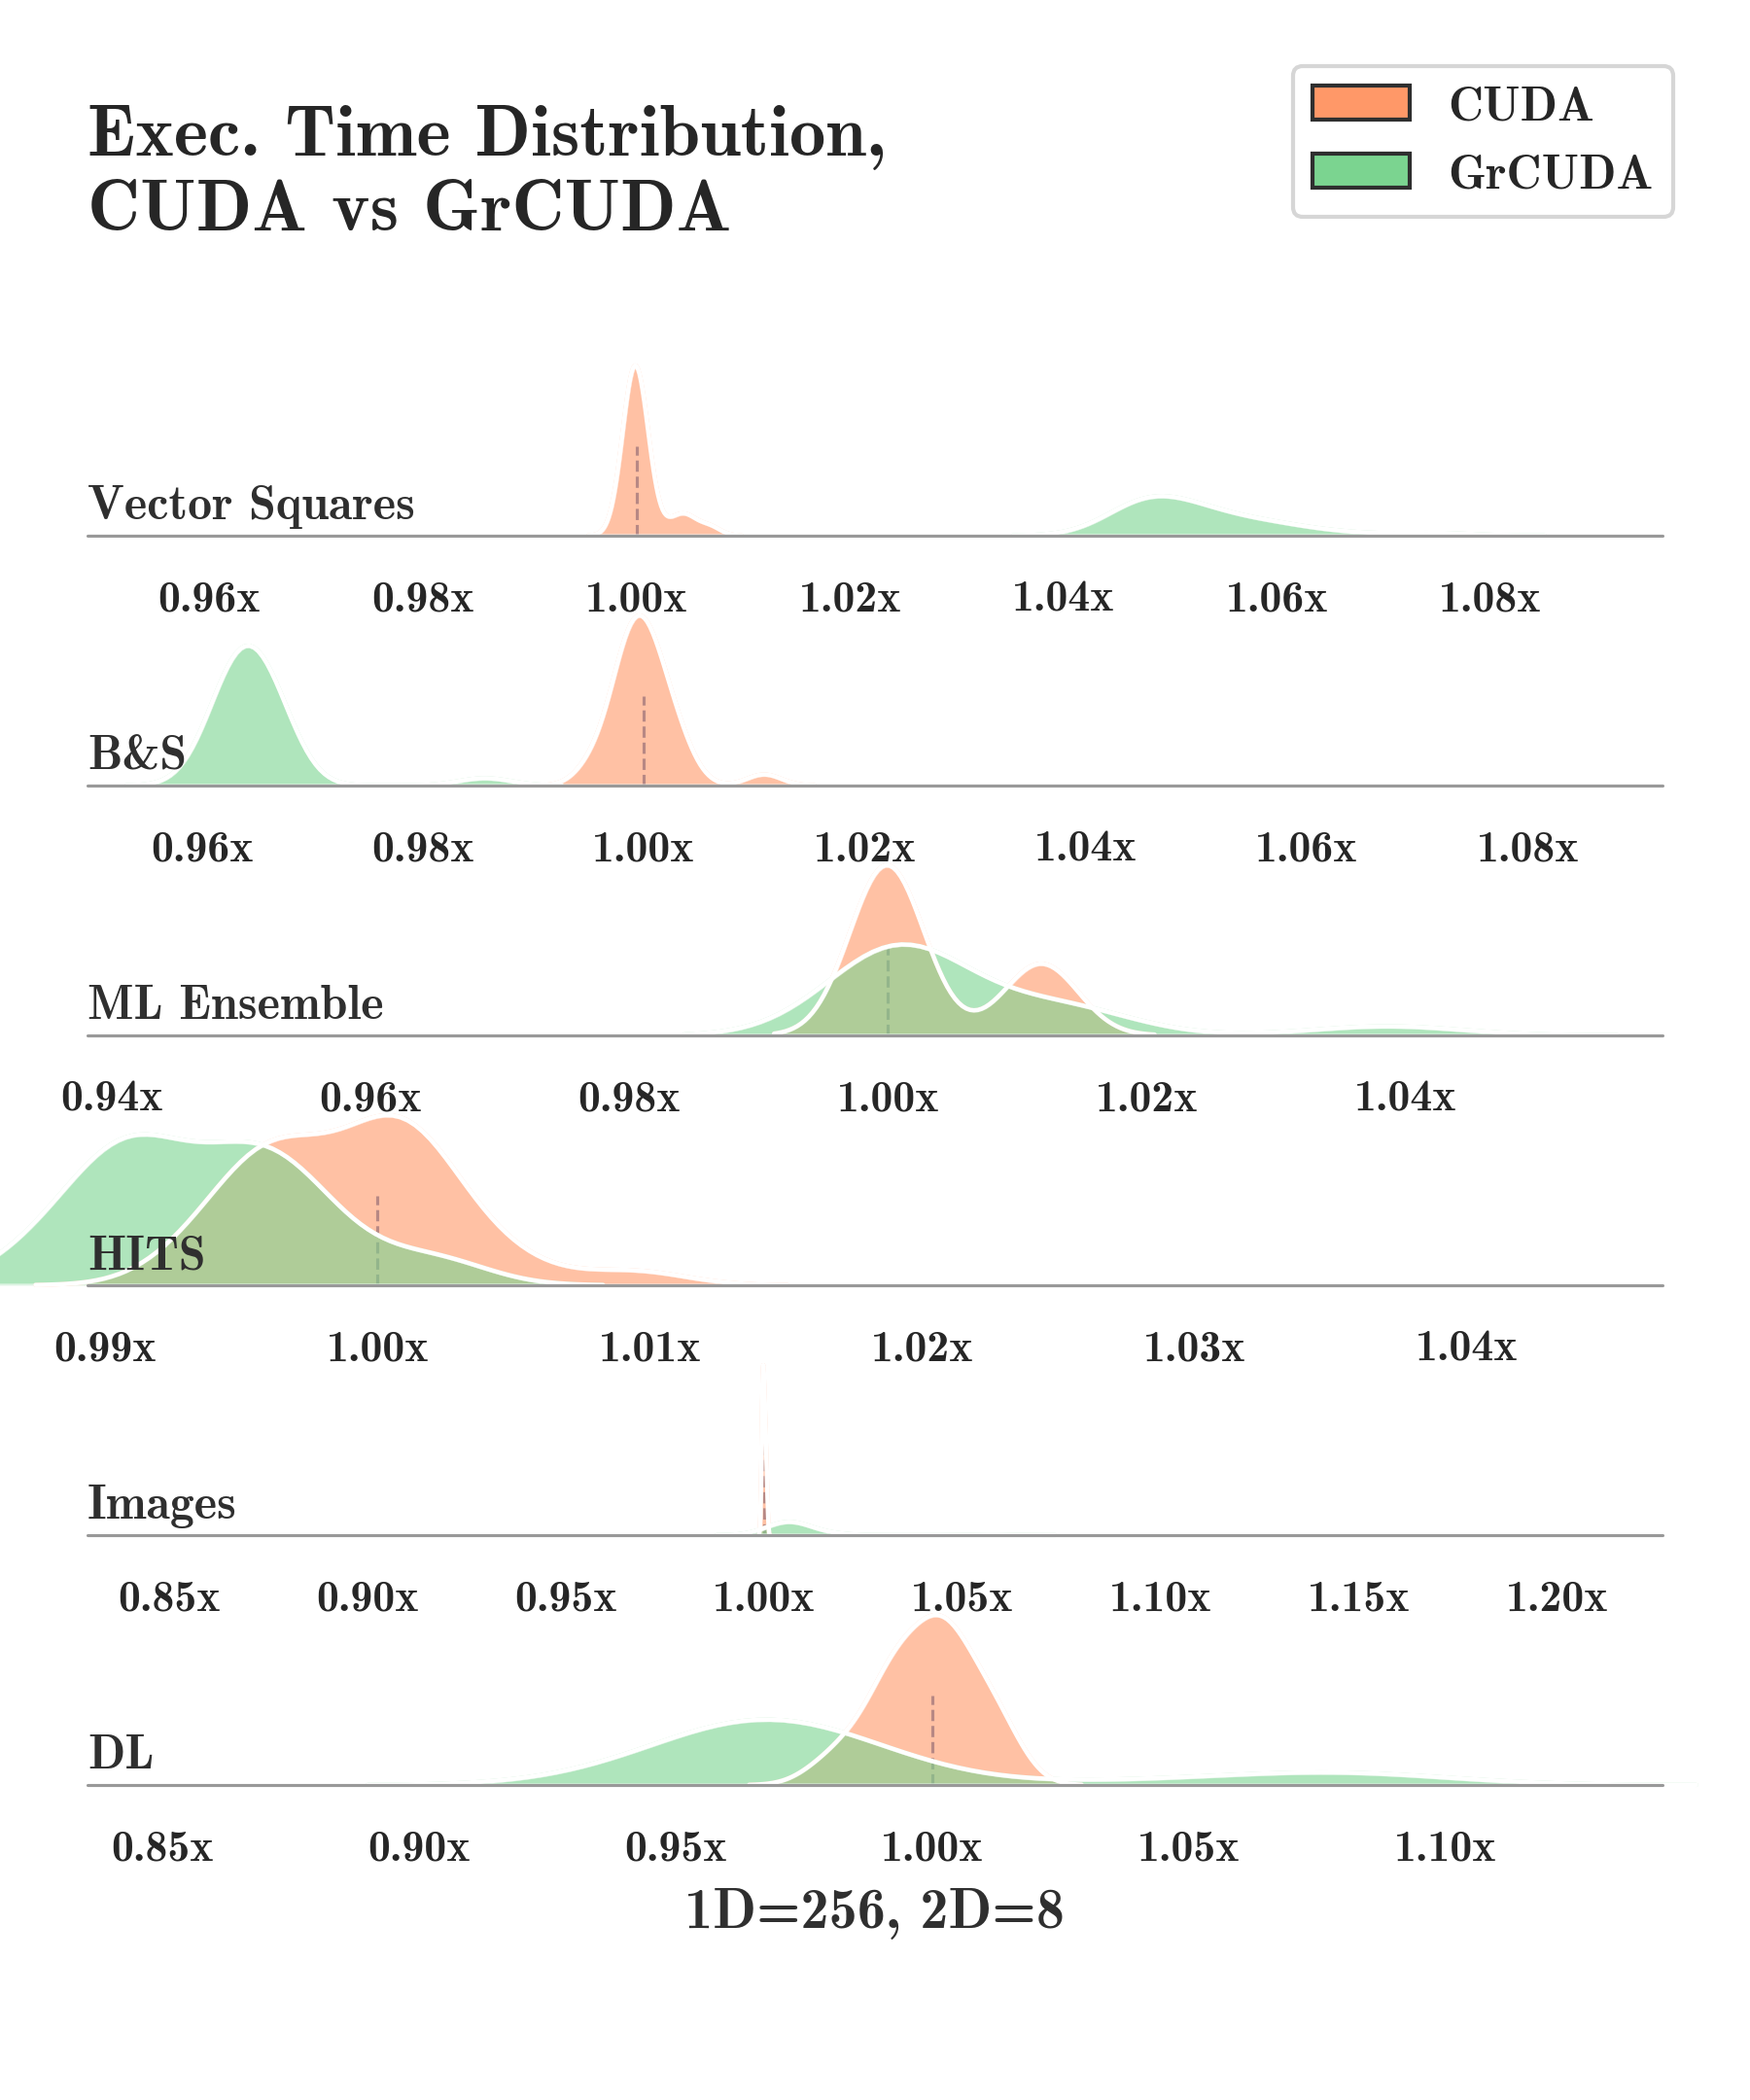 Exec. Time Distribution,
CUDA vs GrCUDA
CUDA
GrCUDA
Vector Squares
0.96x 0.98x 1.00x 1.02x 1.04x 1.06x 1.08x
B&S
0.96x 0.98x 1.00x 1.02x 1.04x 1.06x 1.08x
ML Ensemble
0.94x 0.96x 0.98x 1.00x 1.02x 1.04x
HITS
0.99x 1.00x 1.01x 1.02x 1.03x 1.04x
Images
0.85x 0.90x 0.95x 1.00x 1.05x 1.10x 1.15x 1.20x
DL
0.85x 0.90x 0.95x 1.00x 1.05x 1.10x
1D=256, 2D=8